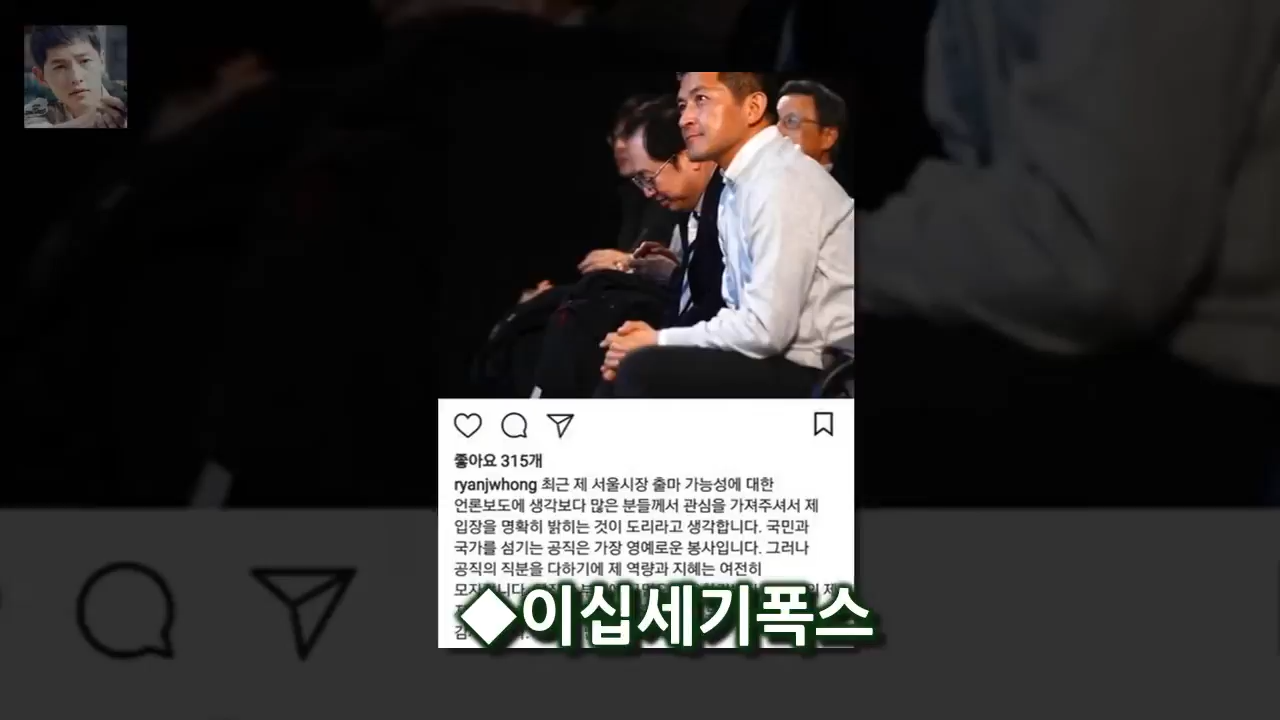 좋아요 315개
ryanjwhong 최근 제 서울시장 출마 가능성에 대한
언론보도에 생각보다 많은 분들께서 관심을 가져주셔서 제
입장을 명확히 밝히는 것이 도리라고 생각합니다. 국민과
국가를 섬기는 공직은 가장 영예로운 봉사입니다. 그러나
공직의 직분을 다하기에 제 역량과 지혜는 여전히
◆이십세기폭스